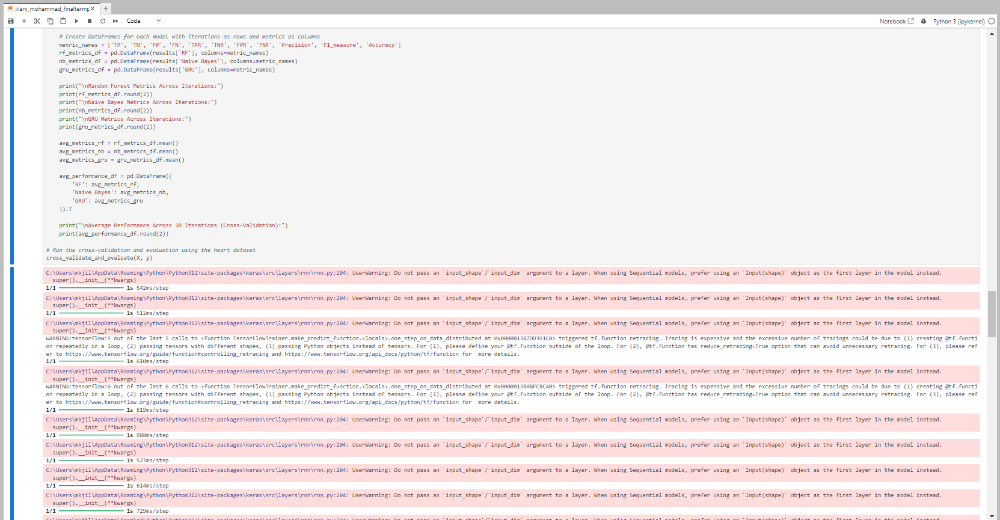 jilani_mohammad_finaltermp
Code
Notebook
Python 3 (ipykernel)
# Create DataFrames for each model with iterations as rows and metrics as columns
metric_names = ['TP', 'TN', 'FP', 'FN', 'TPR', 'TNR', 'FPR', 'FNR', 'Precision', 'F1_measure', 'Accuracy']
rf_metrics_df = pd.DataFrame(results['RF'], columns=metric_names)
nb_metrics_df = pd.DataFrame(results['Naive Bayes'], columns=metric_names)
gru_metrics_df = pd.DataFrame(results['GRU'], columns=metric_names)
print("\nRandom Forest Metrics Across Iterations:")
print(rf_metrics_df.round(2))
print("\nNaive Bayes Metrics Across Iterations:")
print(nb_metrics_df.round(2))
print("\nGRU Metrics Across Iterations:")
print(gru_metrics_df.round(2))
avg_metrics_rf = rf_metrics_df.mean()
avg_metrics_nb = nb_metrics_df.mean()
avg_metrics_gru = gru_metrics_df.mean()
avg_performance_df = pd.DataFrame({
'RF': avg_metrics_rf,
'Naive Bayes': avg_metrics_nb,
'GRU': avg_metrics_gru
}).T
print("\nAverage Performance Across 10 Iterations (Cross-Validation):")
print(avg_performance_df.round(2))
# Run the cross-validation and evaluation using the heart dataset
cross_validate_and_evaluate(X, y)
C:\Users\mkjil\AppData\Roaming\Python\Python312\site-packages\keras\src\layers\rnn\rnn.py:204: UserWarning: Do not pass an `input_shape`/`input_dim` argument to a layer. When using Sequential models, prefer using an `Input(shape)` object as the first layer in the model instead.
super().__init__(**kwargs)
1/1 ━━━━━━━━━━━━━━━━━━━━ 1s 542ms/step
C:\Users\mkjil\AppData\Roaming\Python\Python312\site-packages\keras\src\layers\rnn\rnn.py:204: UserWarning: Do not pass an `input_shape`/`input_dim` argument to a layer. When using Sequential models, prefer using an `Input(shape)` object as the first layer in the model instead.
super().__init__(**kwargs)
1/1 ━━━━━━━━━━━━━━━━━━━━ 1s 512ms/step
C:\Users\mkjil\AppData\Roaming\Python\Python312\site-packages\keras\src\layers\rnn\rnn.py:204: UserWarning: Do not pass an `input_shape`/`input_dim` argument to a layer. When using Sequential models, prefer using an `Input(shape)` object as the first layer in the model instead.
super().__init__(**kwargs)
WARNING:tensorflow:5 out of the last 5 calls to <function TensorFlowTrainer.make_predict_function.<locals>.one_step_on_data_distributed at 0x0000013B7DD391C0> triggered tf.function retracing. Tracing is expensive and the excessive number of tracings could be due to (1) creating @tf.functi
on repeatedly in a loop, (2) passing tensors with different shapes, (3) passing Python objects instead of tensors. For (1), please define your @tf.function outside of the loop. For (2), @tf.function has reduce_retracing=True option that can avoid unnecessary retracing. For (3), please ref
er to https://www.tensorflow.org/guide/function#controlling_retracing and https://www.tensorflow.org/api_docs/python/tf/function for  more details.
1/1 ━━━━━━━━━━━━━━━━━━━━ 1s 610ms/step
C:\Users\mkjil\AppData\Roaming\Python\Python312\site-packages\keras\src\layers\rnn\rnn.py:204: UserWarning: Do not pass an `input_shape`/`input_dim` argument to a layer. When using Sequential models, prefer using an `Input(shape)` object as the first layer in the model instead.
super().__init__(**kwargs)
WARNING:tensorflow:6 out of the last 6 calls to <function TensorFlowTrainer.make_predict_function.<locals>.one_step_on_data_distributed at 0x0000013B0BFCBC40> triggered tf.function retracing. Tracing is expensive and the excessive number of tracings could be due to (1) creating @tf.functi
on repeatedly in a loop, (2) passing tensors with different shapes, (3) passing Python objects instead of tensors. For (1), please define your @tf.function outside of the loop. For (2), @tf.function has reduce_retracing=True option that can avoid unnecessary retracing. For (3), please ref
er to https://www.tensorflow.org/guide/function#controlling_retracing and https://www.tensorflow.org/api_docs/python/tf/function for  more details.
1/1 ━━━━━━━━━━━━━━━━━━━━ 1s 619ms/step
C:\Users\mkjil\AppData\Roaming\Python\Python312\site-packages\keras\src\layers\rnn\rnn.py:204: UserWarning: Do not pass an `input_shape`/`input_dim` argument to a layer. When using Sequential models, prefer using an `Input(shape)` object as the first layer in the model instead.
super().__init__(**kwargs)
1/1 ━━━━━━━━━━━━━━━━━━━━ 1s 988ms/step
C:\Users\mkjil\AppData\Roaming\Python\Python312\site-packages\keras\src\layers\rnn\rnn.py:204: UserWarning: Do not pass an `input_shape`/`input_dim` argument to a layer. When using Sequential models, prefer using an `Input(shape)` object as the first layer in the model instead.
super().__init__(**kwargs)
1/1 ━━━━━━━━━━━━━━━━━━━━ 1s 527ms/step
C:\Users\mkjil\AppData\Roaming\Python\Python312\site-packages\keras\src\layers\rnn\rnn.py:204: UserWarning: Do not pass an `input_shape`/`input_dim` argument to a layer. When using Sequential models, prefer using an `Input(shape)` object as the first layer in the model instead.
super().__init__(**kwargs)
1/1 ━━━━━━━━━━━━━━━━━━━━ 1s 614ms/step
C:\Users\mkjil\AppData\Roaming\Python\Python312\site-packages\keras\src\layers\rnn\rnn.py:204: UserWarning: Do not pass an `input_shape`/`input_dim` argument to a layer. When using Sequential models, prefer using an `Input(shape)` object as the first layer in the model instead.
super().__init__(**kwargs)
1/1 ━━━━━━━━━━━━━━━━━━━━ 1s 729ms/step